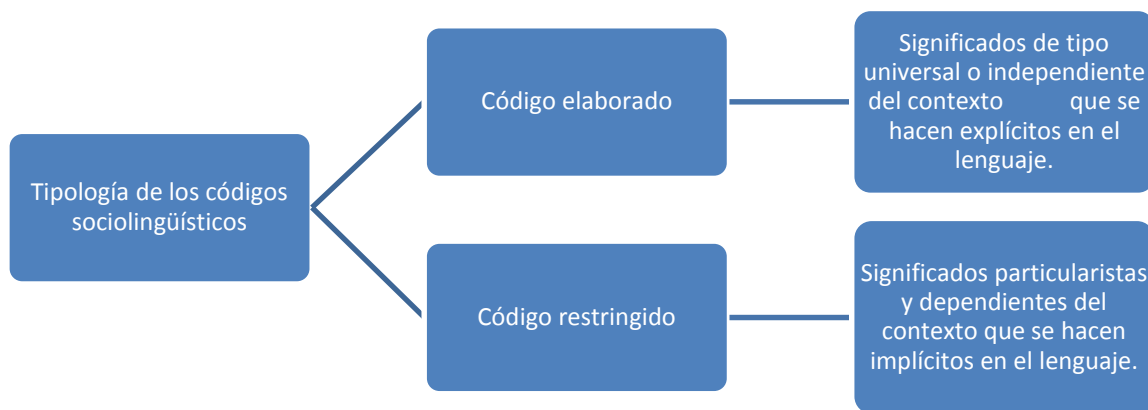 Tipología de los códigos
sociolingüísticos
Código elaborado
Significados de tipo
universal o independiente
del contexto que se
hacen explícitos en el
lenguaje.
Código restringido
Significados particularistas
y dependientes del
contexto que se hacen
implícitos en el lenguaje.